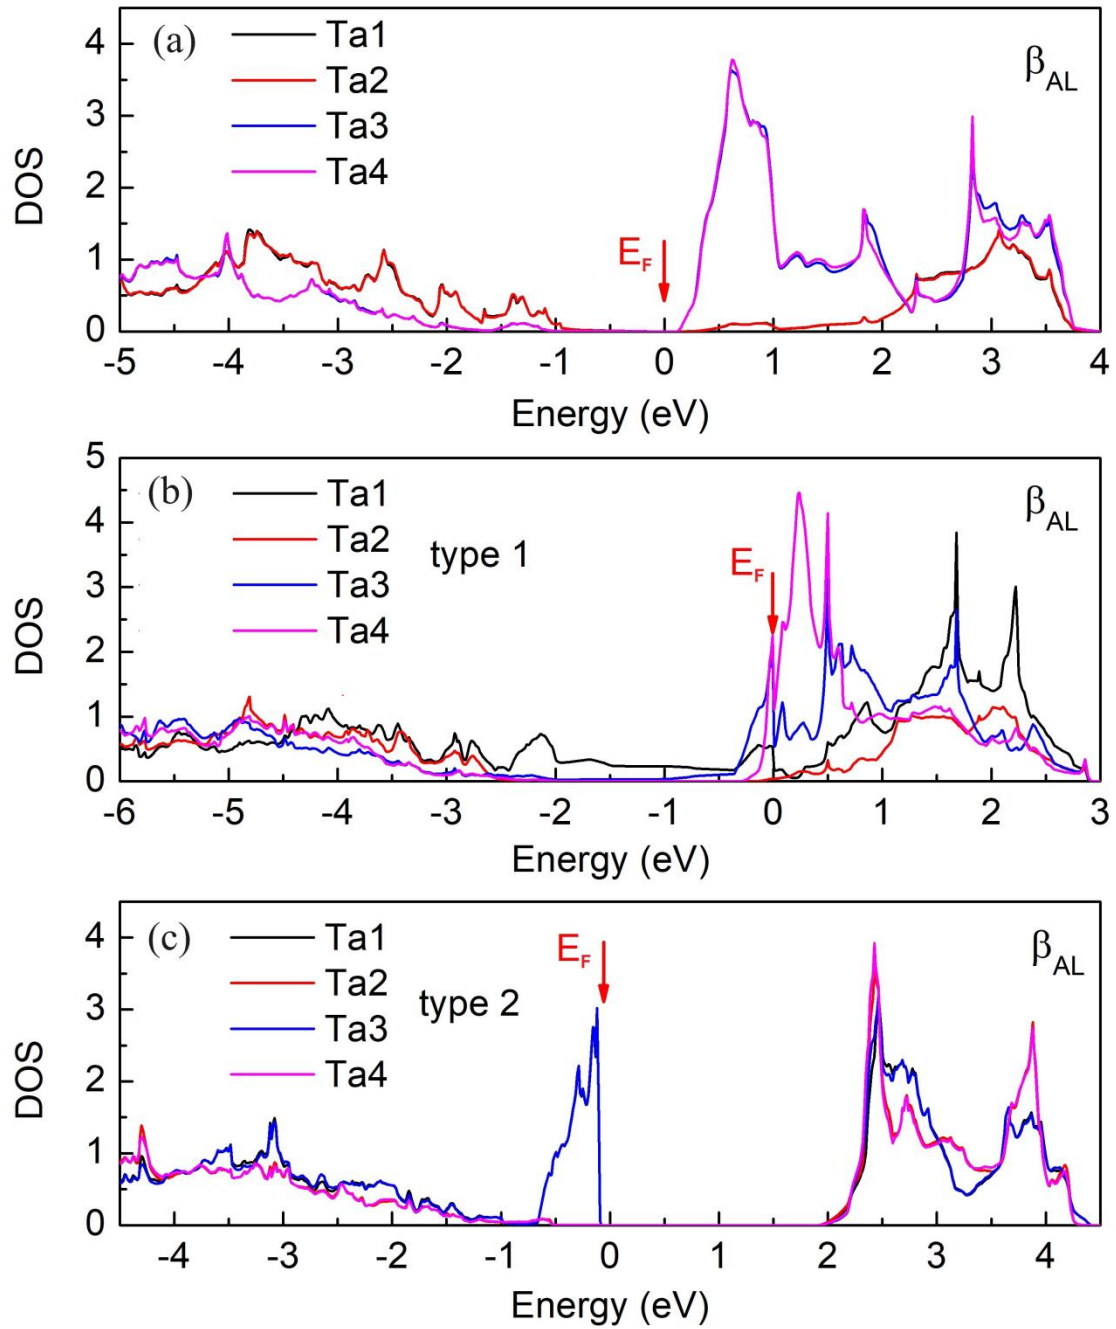 (a)
Ta1
Ta2
Ta3
Ta4
β_AL
E_F
DOS
4
3
2
1
0
-5 -4 -3 -2 -1 0 1 2 3 4
Energy (eV)
(b)
Ta1
Ta2
Ta3
Ta4
type 1
β_AL
E_F
DOS
5
4
3
2
1
0
-6 -5 -4 -3 -2 -1 0 1 2 3
Energy (eV)
(c)
Ta1
Ta2
Ta3
Ta4
type 2
β_AL
E_F
DOS
4
3
2
1
0
-4 -3 -2 -1 0 1 2 3 4
Energy (eV)